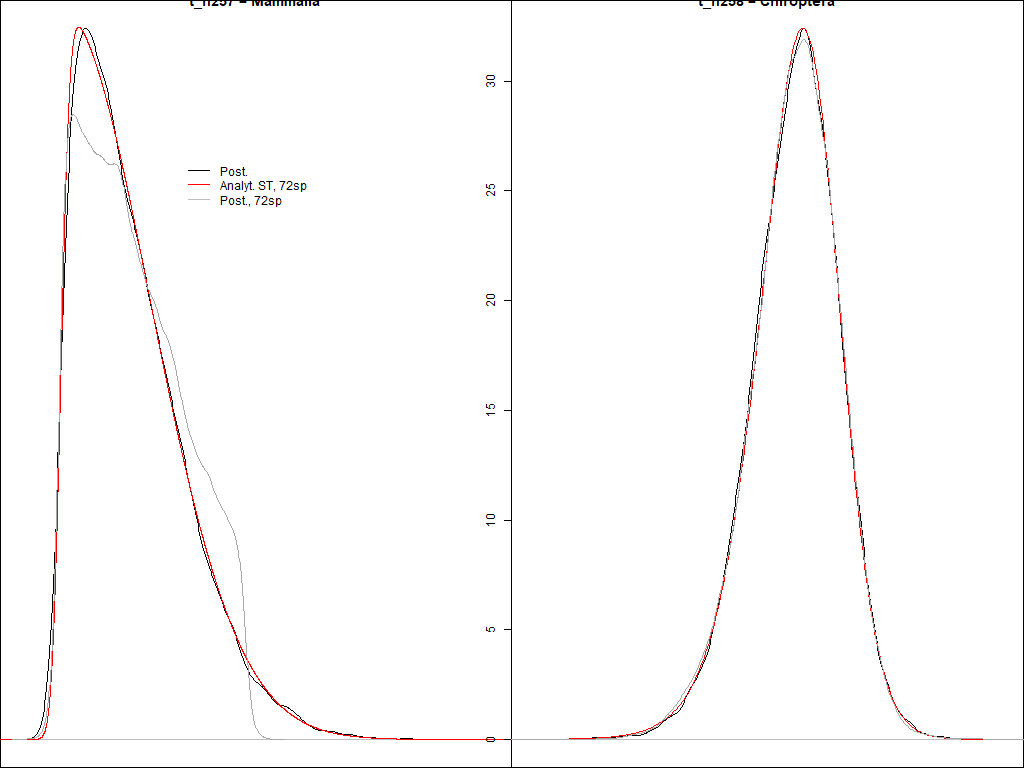 t_n257 – Mammalia
t_n258 – Chiroptera
Post.
Analyt. ST, 72sp
Post., 72sp
30
25
20
15
10
5
0